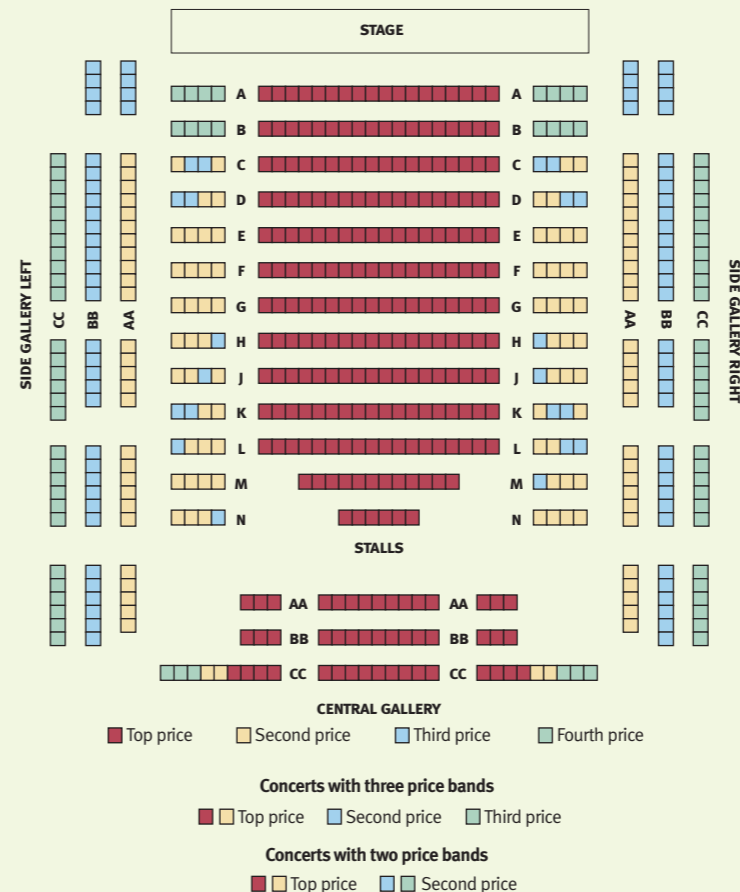 STAGE
A A
B B
C C
D D
E E
F F
G G
H H
J J
K K
L L
M M
N N
SIDE GALLERY LEFT
CC BB AA
AA BB CC
SIDE GALLERY RIGHT
STALLS
AA AA
BB BB
CC CC
CENTRAL GALLERY
Top price Second price Third price Fourth price
Concerts with three price bands
Top price Second price Third price
Concerts with two price bands
Top price Second price